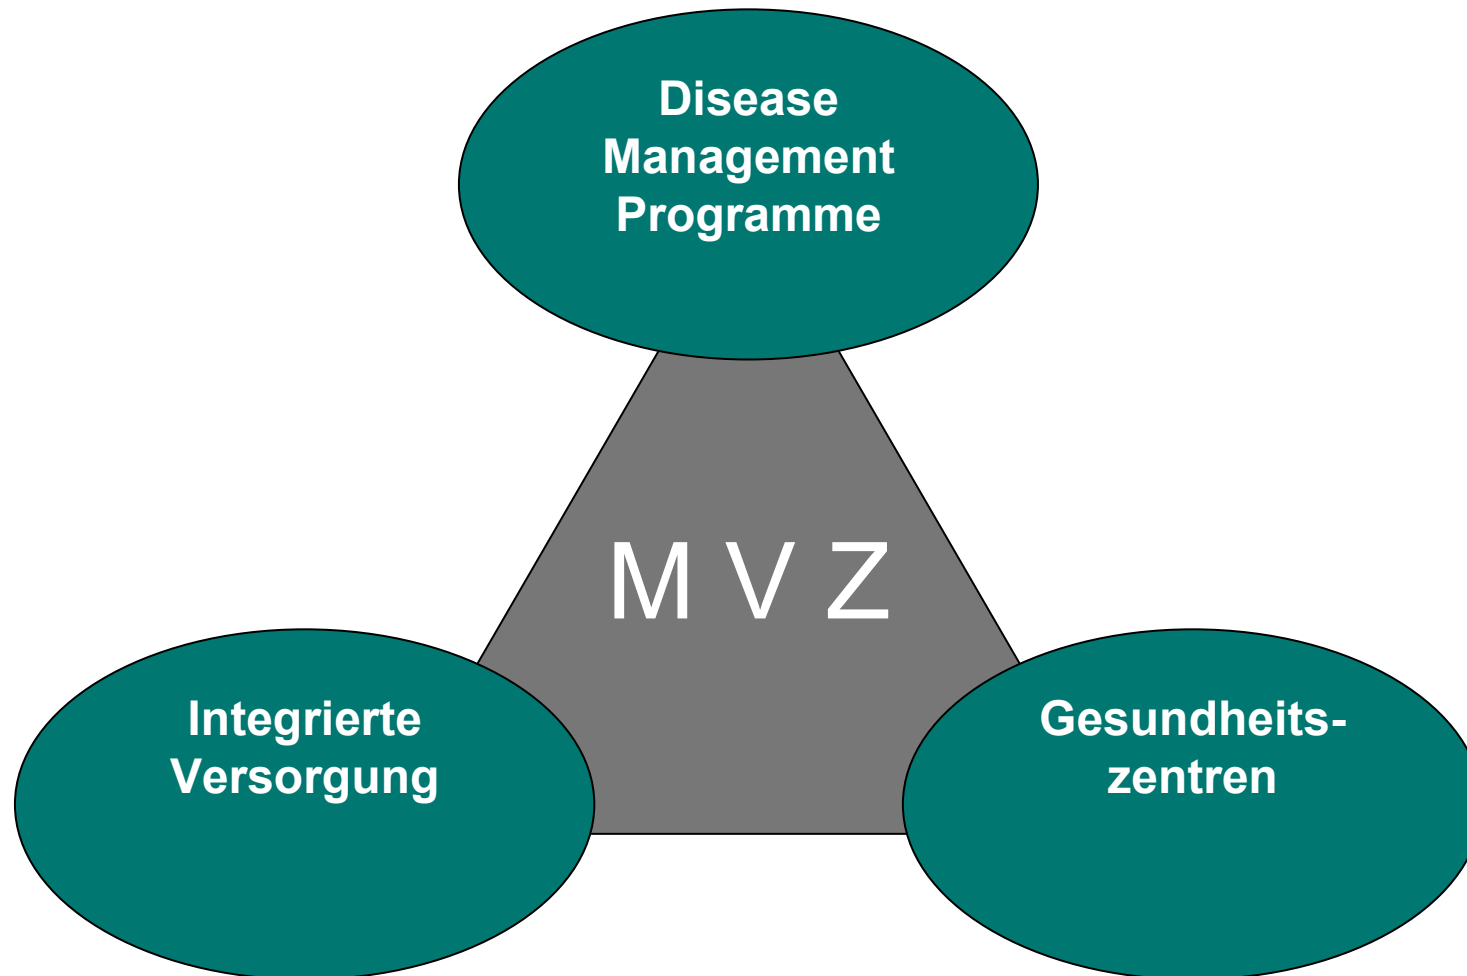 Disease
Management
Programme
M V Z
Integrierte
Versorgung
Gesundheits-
zentren